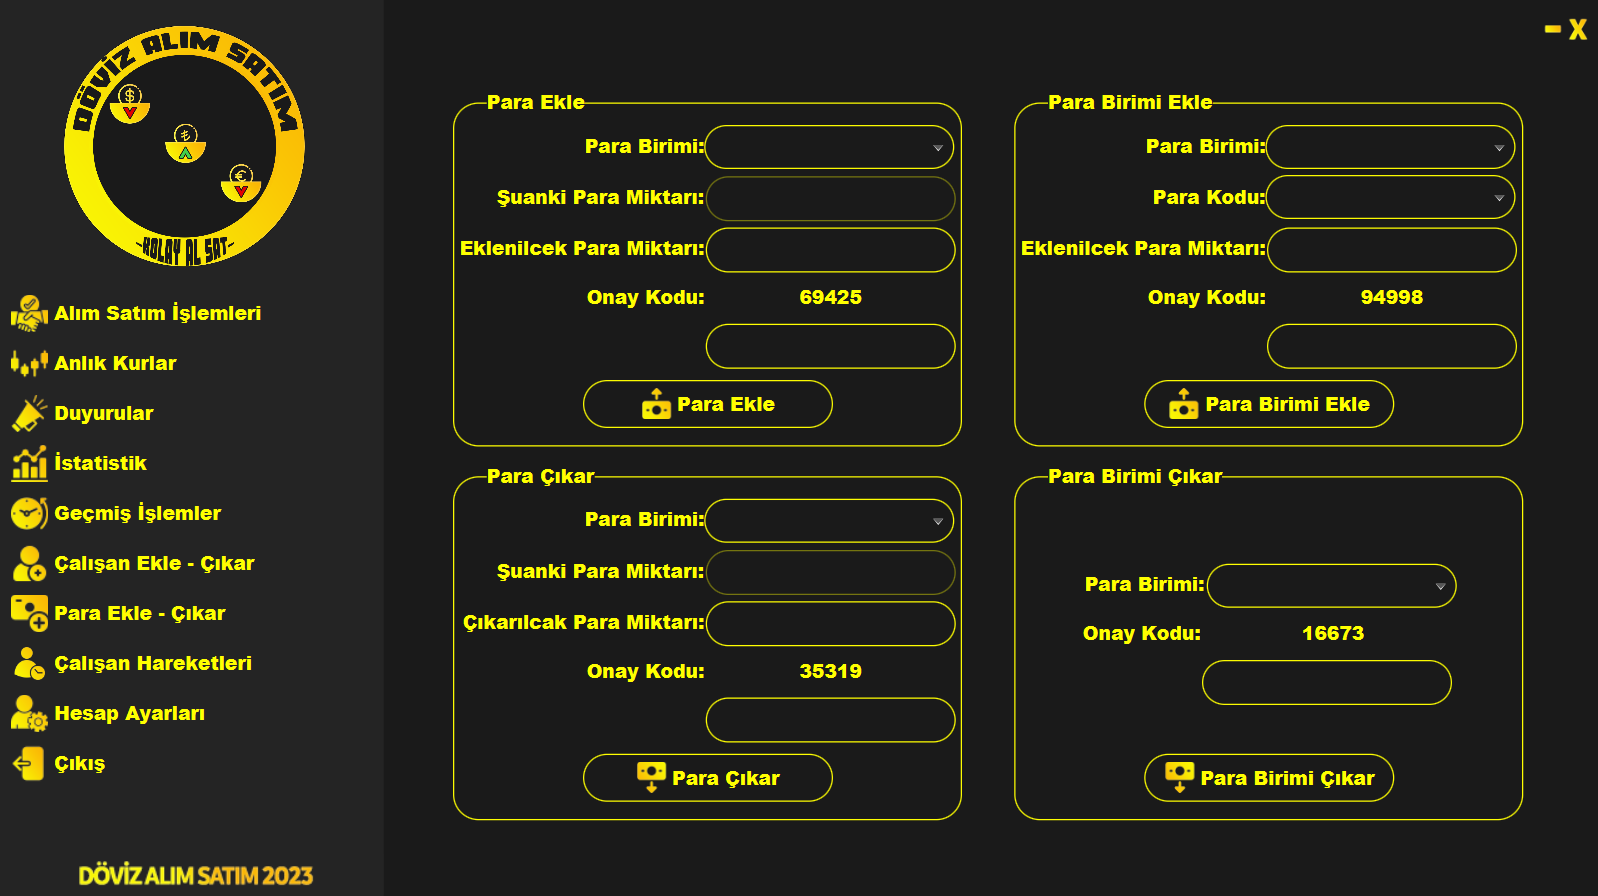 DÖVİZ ALIM SATIM
-KOLAY AL SAT-
Alım Satım İşlemleri
Anlık Kurlar
Duyurular
İstatistik
Geçmiş İşlemler
Çalışan Ekle - Çıkar
Para Ekle - Çıkar
Çalışan Hareketleri
Hesap Ayarları
Çıkış
DÖVİZ ALIM SATIM 2023
- X
Para Ekle
Para Birimi:
Şuanki Para Miktarı:
Eklenilcek Para Miktarı:
Onay Kodu: 69425
Para Ekle
Para Birimi Ekle
Para Birimi:
Para Kodu:
Eklenilcek Para Miktarı:
Onay Kodu: 94998
Para Birimi Ekle
Para Çıkar
Para Birimi:
Şuanki Para Miktarı:
Çıkarılcak Para Miktarı:
Onay Kodu: 35319
Para Çıkar
Para Birimi Çıkar
Para Birimi:
Onay Kodu: 16673
Para Birimi Çıkar